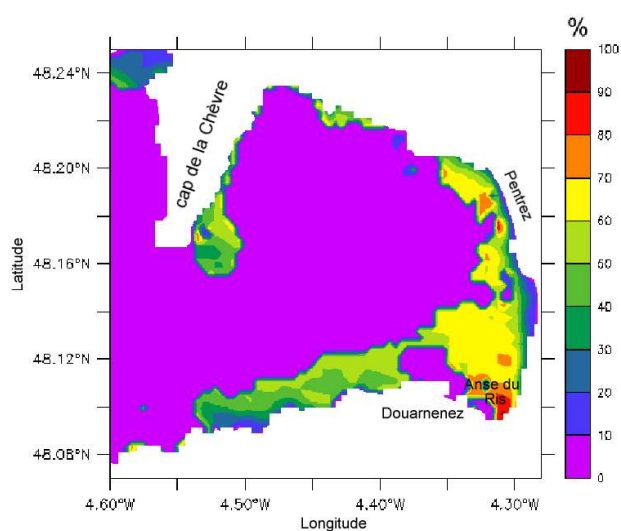 %
100
90
80
70
60
50
40
30
20
10
0
48.24°N
48.20°N
48.16°N
48.12°N
48.08°N
Latitude
cap de la Chèvre
Pentrez
Anse du
Ris
Douarnenez
4.60°W
4.50°W
4.40°W
4.30°W
Longitude